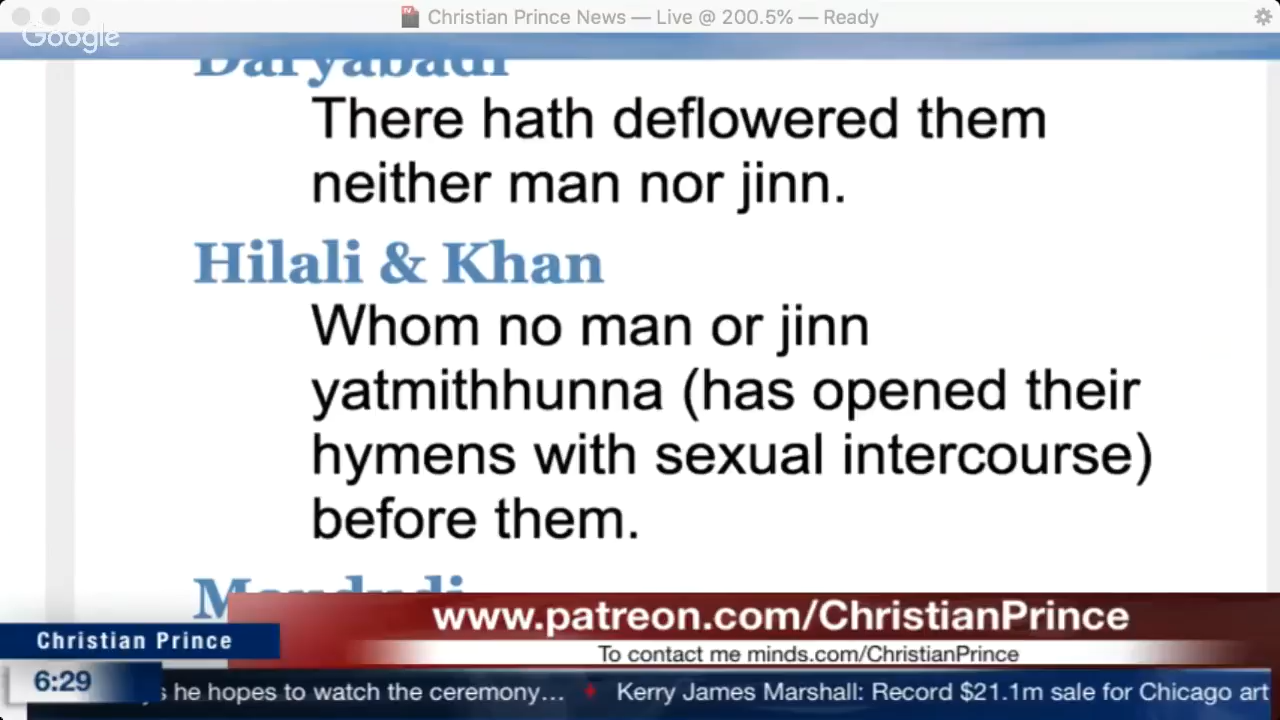 Christian Prince News — Live @ 200.5% — Ready
Google
Daryabadi
There hath deflowered them
neither man nor jinn.
Hilali & Khan
Whom no man or jinn
yatmithhunna (has opened their
hymens with sexual intercourse)
before them.
Maududi
www.patreon.com/ChristianPrince
Christian Prince
To contact me minds.com/ChristianPrince
6:29
s he hopes to watch the ceremony... ♦ Kerry James Marshall: Record $21.1m sale for Chicago art